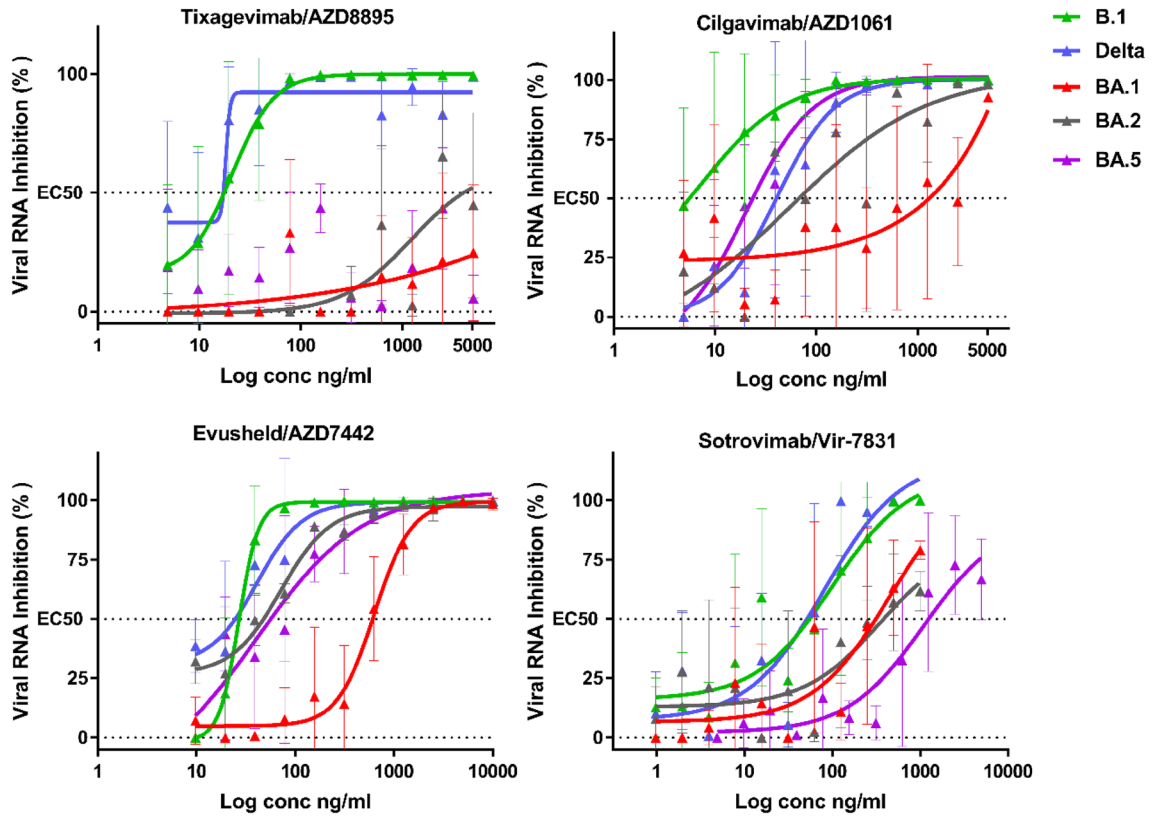 Tixagevimab/AZD8895
Viral RNA Inhibition (% )
100
EC50
0
1
10
100
1000
5000
Log conc ng/ml
Cilgavimab/AZD1061
Viral RNA Inhibition (% )
100
75
EC50
25
0
1
10
100
1000
5000
Log conc ng/ml
B.1
Delta
BA.1
BA.2
BA.5
Evusheld/AZD7442
Viral RNA Inhibition (% )
100
75
EC50
25
0
1
10
100
1000
10000
Log conc ng/ml
Sotrovimab/Vir-7831
Viral RNA Inhibition (% )
100
75
EC50
25
0
1
10
100
1000
10000
Log conc ng/ml